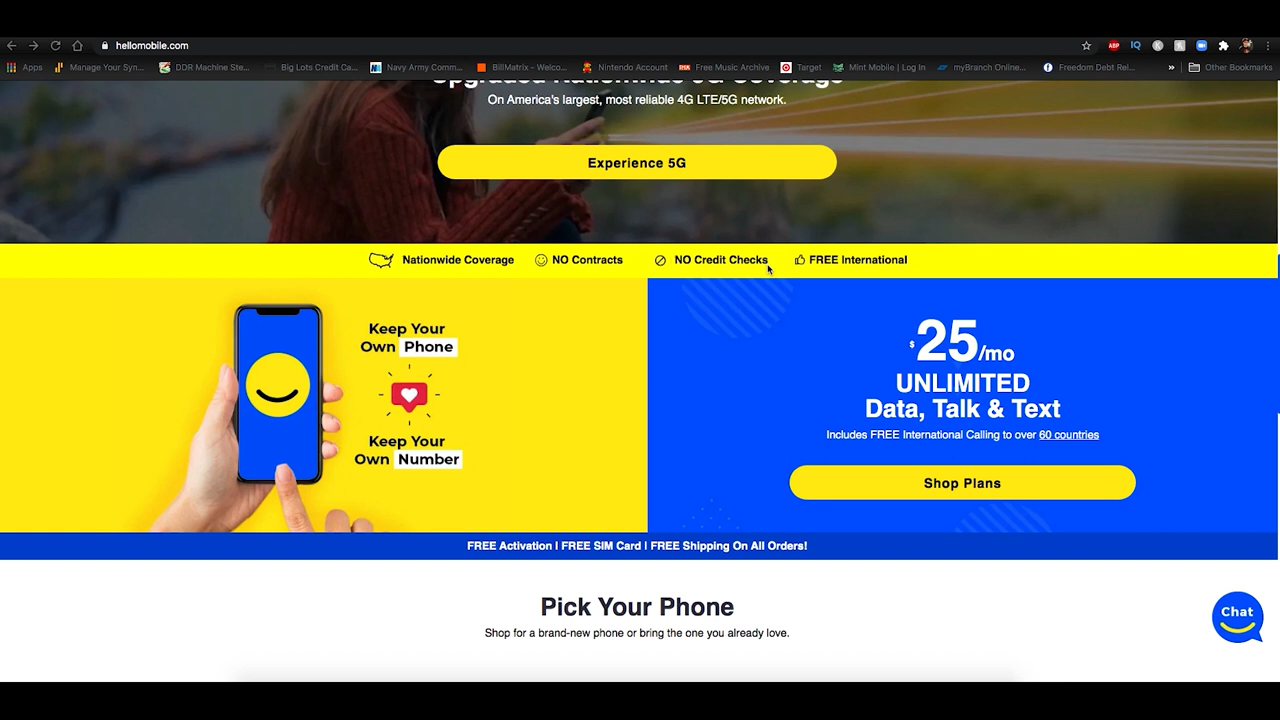 hellomobile.com
Apps
Manage Your Syn...
DDR Machine Ste...
Big Lots Credit Ca...
Navy Army Comm...
BillMatrix - Welco...
Nintendo Account
Free Music Archive
Target
Mint Mobile | Log In
myBranch Online...
Freedom Debt Rel...
»
Other Bookmarks
ABP
IQ
FMA
Upgraded Nationwide 5G Coverage
On America's largest, most reliable 4G LTE/5G network.
Experience 5G
Nationwide Coverage
NO Contracts
NO Credit Checks
FREE International
Keep Your
Own Phone
Keep Your
Own Number
$25/mo
UNLIMITED
Data, Talk & Text
Includes FREE International Calling to over 60 countries
Shop Plans
FREE Activation | FREE SIM Card | FREE Shipping On All Orders!
Pick Your Phone
Shop for a brand-new phone or bring the one you already love.
Chat